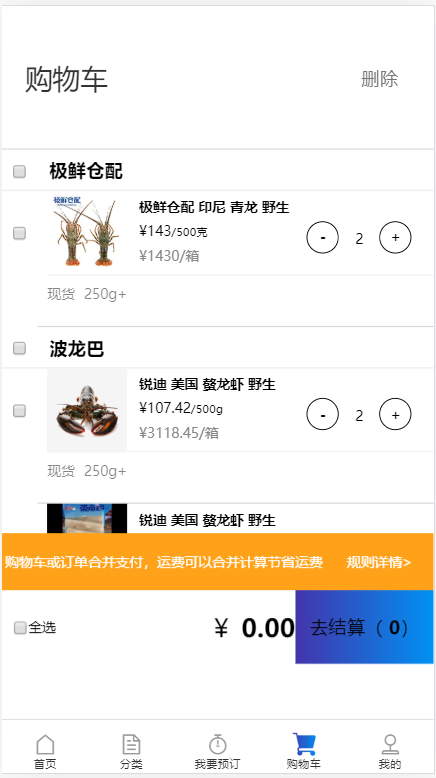 购物车 删除
极鲜仓配
极鲜仓配
极鲜仓配 印尼 青龙 野生
¥143/500克
- 2 +
¥1430/箱
现货 250g+
波龙巴
锐迪 美国 螯龙虾 野生
¥107.42/500g
- 2 +
¥3118.45/箱
现货 250g+
锐迪 美国 螯龙虾 野生
购物车或订单合并支付，运费可以合并计算节省运费 规则详情>
全选 ¥ 0.00 去结算（ 0）
首页 分类 我要预订 购物车 我的